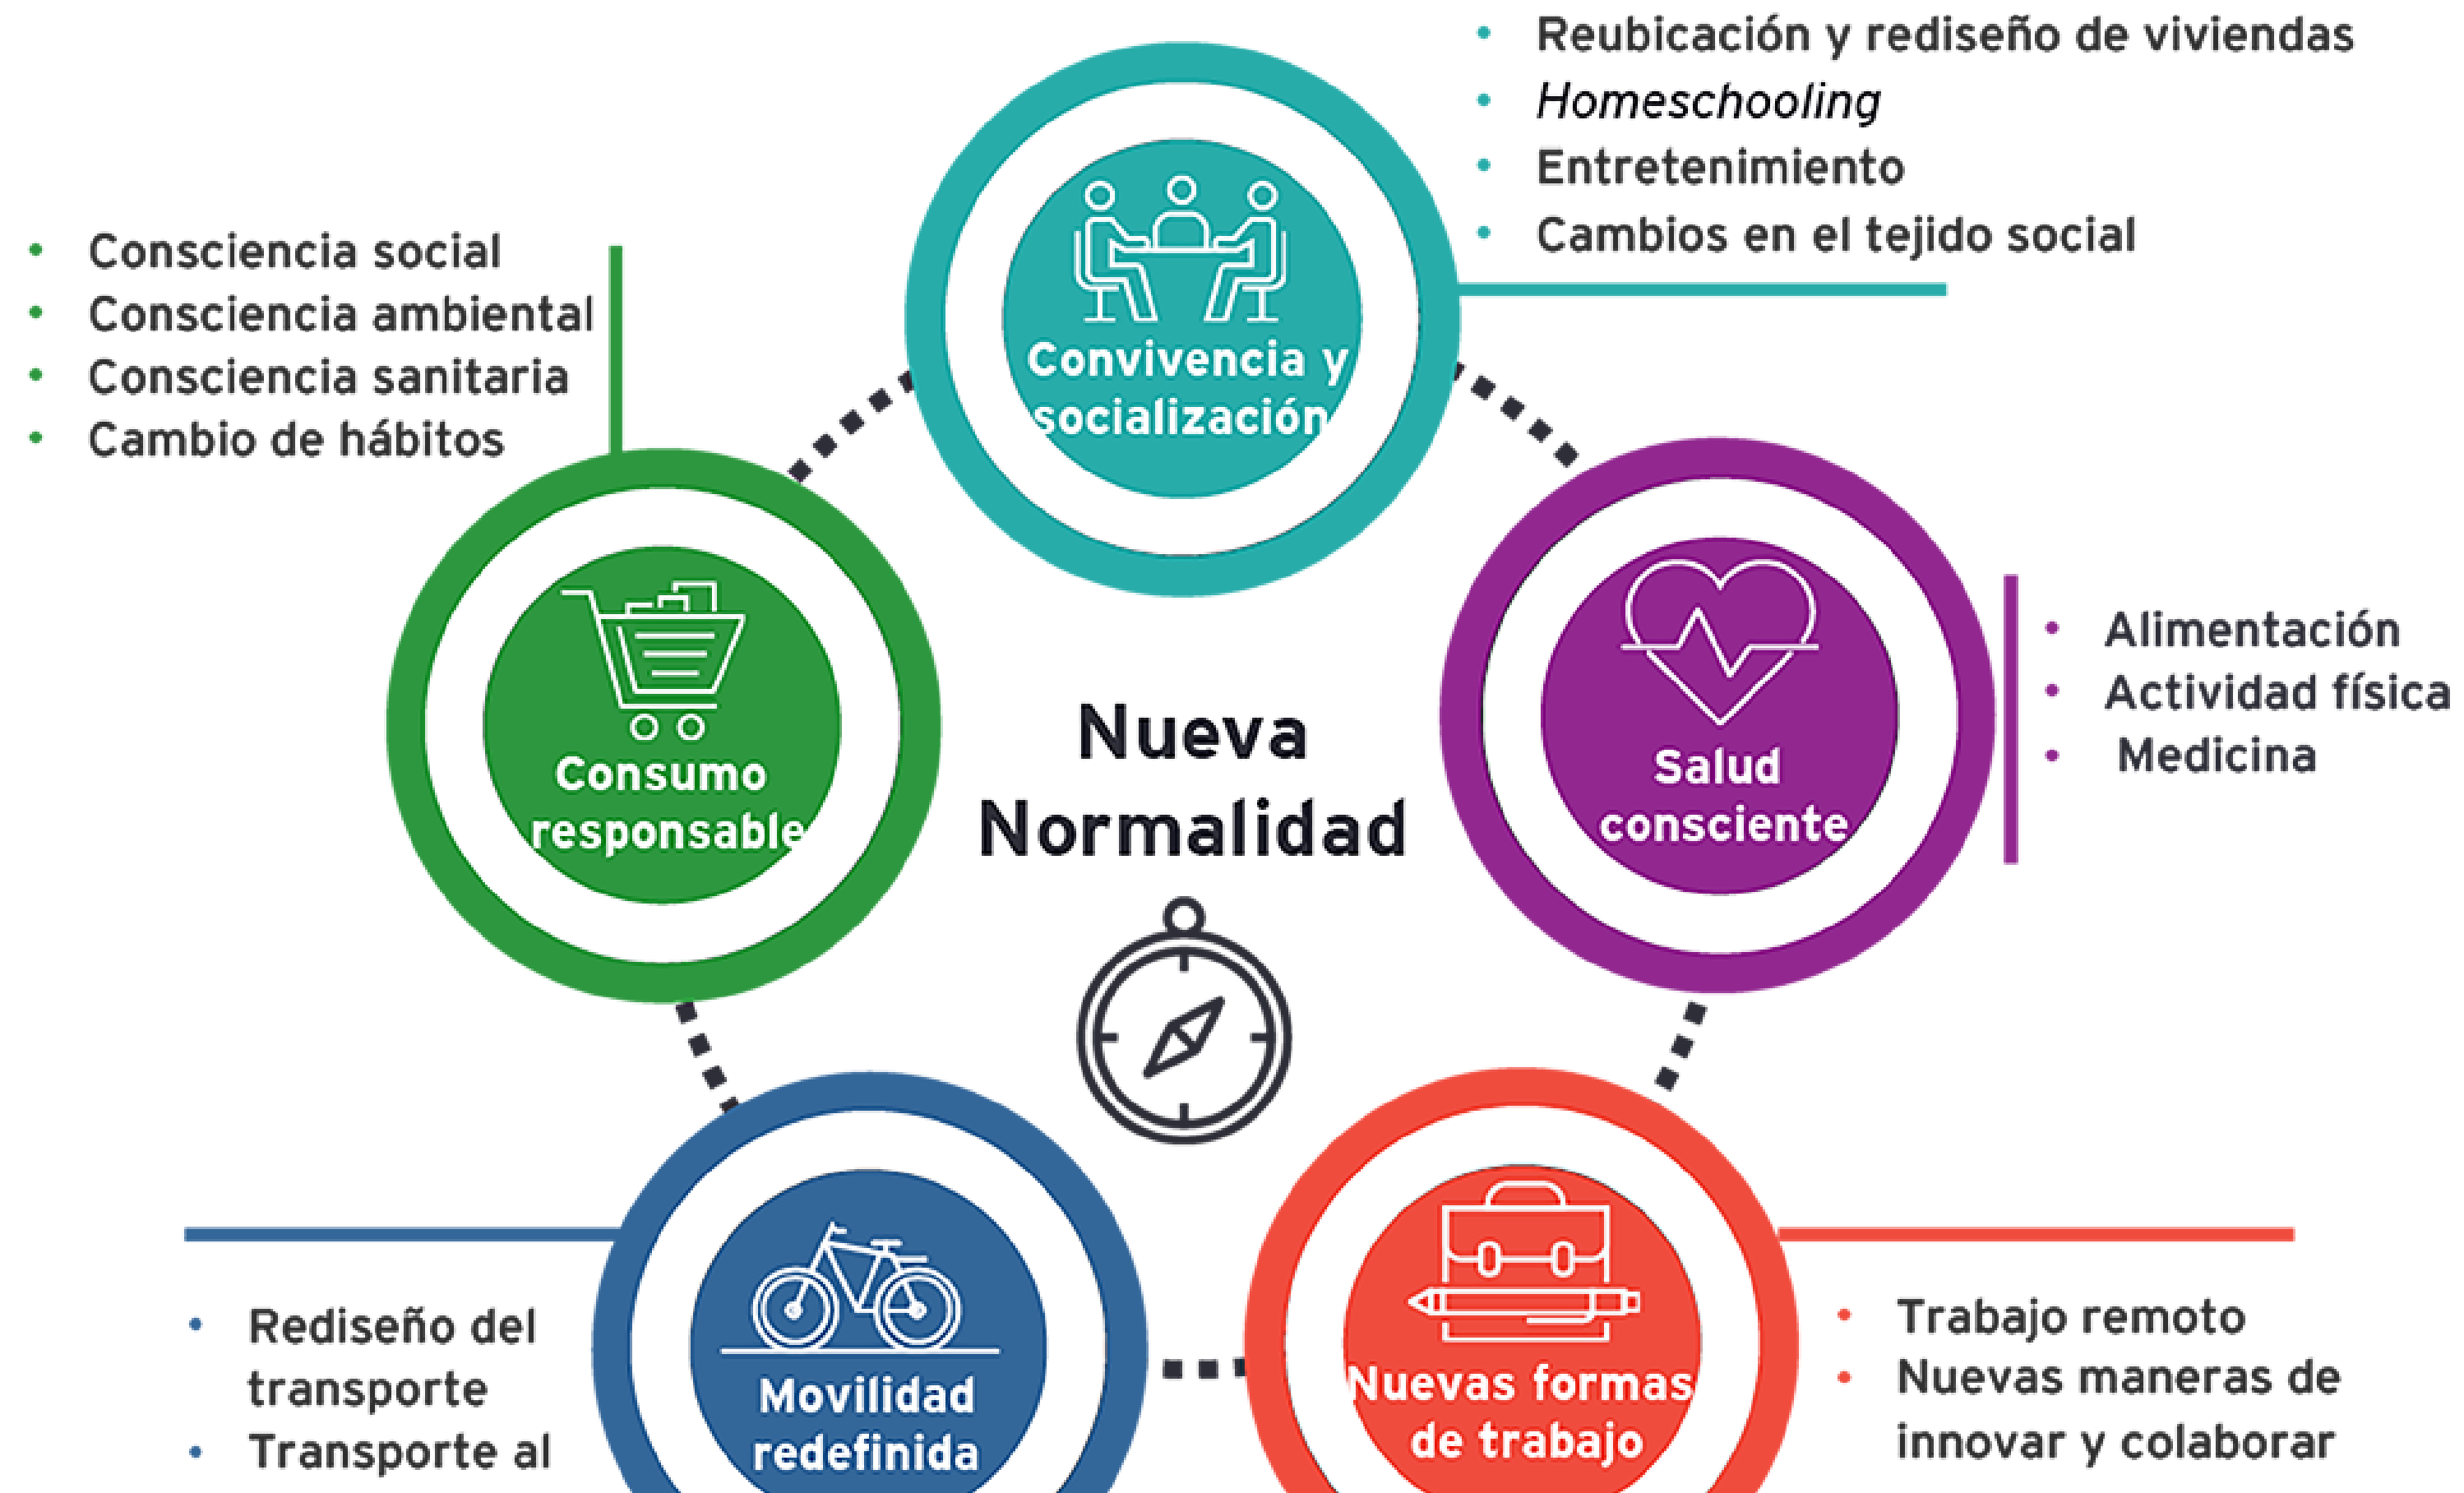 Reubicación y rediseño de viviendas
Homeschooling
Entretenimiento
Cambios en el tejido social
Convivencia y
socialización
Consciencia social
Consciencia ambiental
Consciencia sanitaria
Cambio de hábitos
Consumo
responsable
Nueva
Normalidad
Salud
consciente
Alimentación
Actividad física
Medicina
Rediseño del
transporte
Transporte al
Movilidad
redefinida
Nuevas formas
de trabajo
Trabajo remoto
Nuevas maneras de
innovar y colaborar